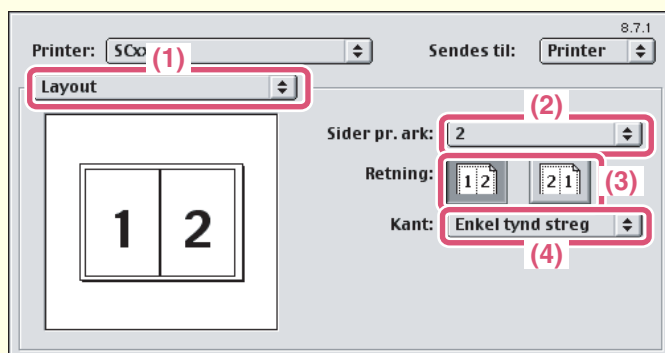 8.7.1
Printer: SCxx Sendes til: Printer
(1)
Layout
(2)
Sider pr. ark: 2
Retning: 1 2 2 1 (3)
Kant: Enkel tynd streg
(4)
1 2